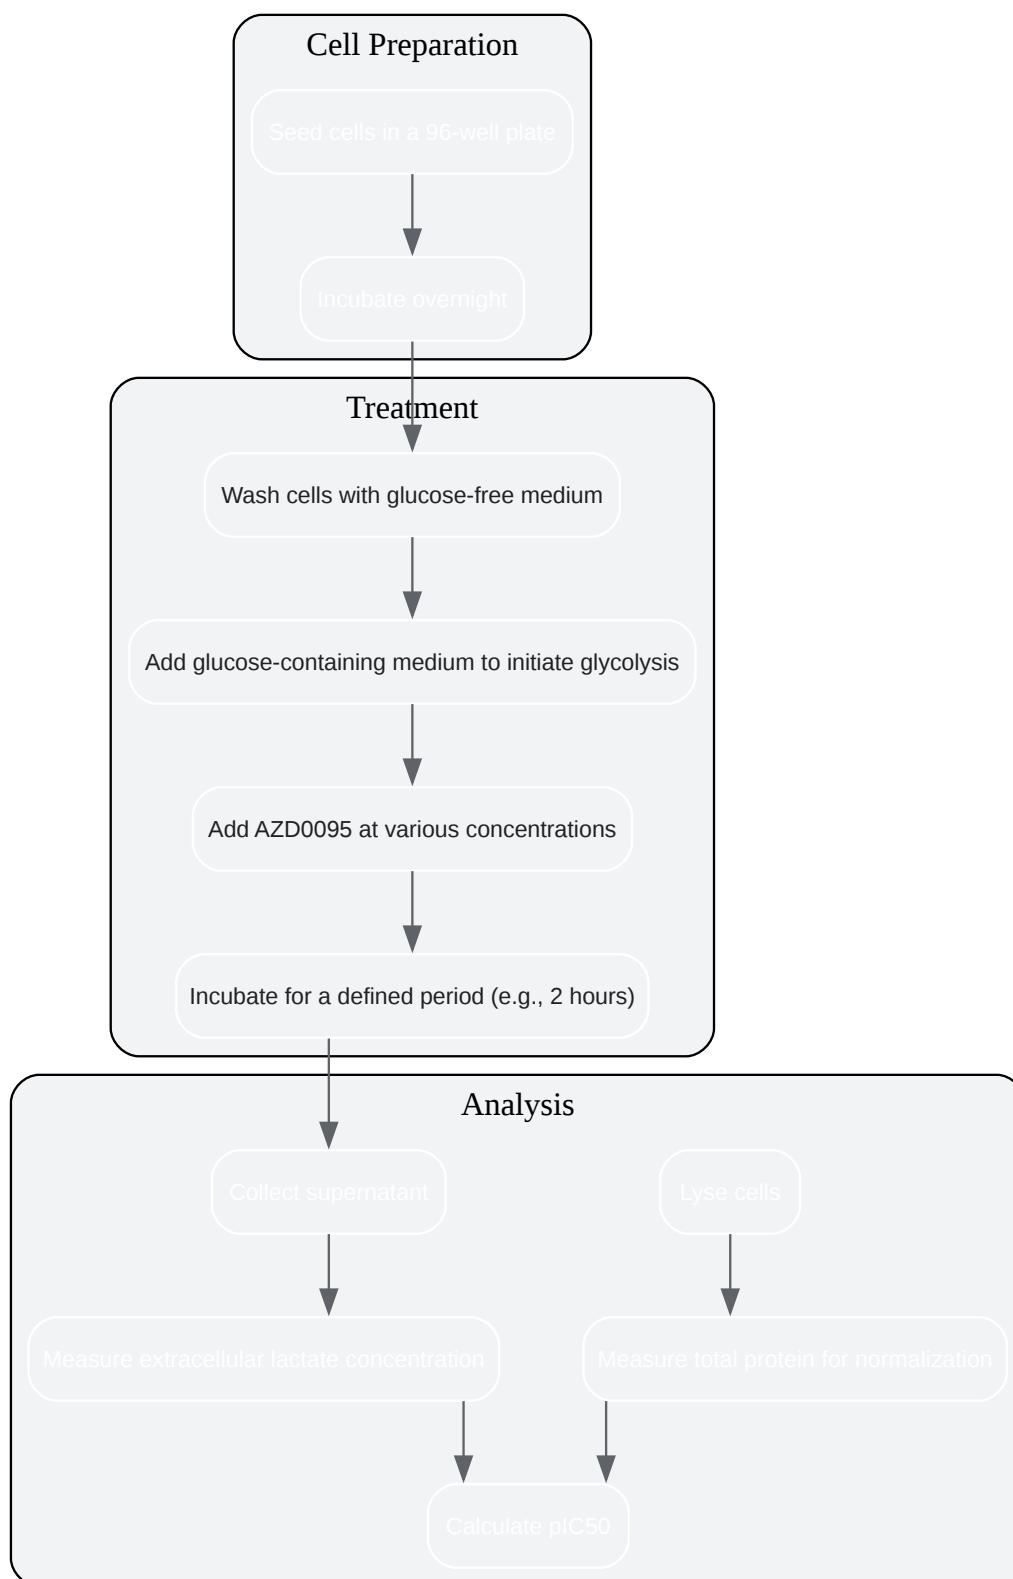 Cell Preparation
Seed cells in a 96-well plate
Incubate overnight
Treatment
Wash cells with glucose-free medium
Add glucose-containing medium to initiate glycolysis
Add AZD0095 at various concentrations
Incubate for a defined period (e.g., 2 hours)
Analysis
Collect supernatant
Lyse cells
Measure extracellular lactate concentration
Measure total protein for normalization
Calculate pIC50